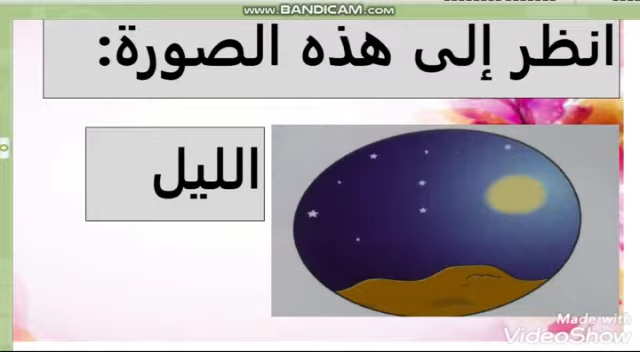 www.BANDICAM.com
انظر إلى هذه الصورة:
الليل
Made with
VideoShow